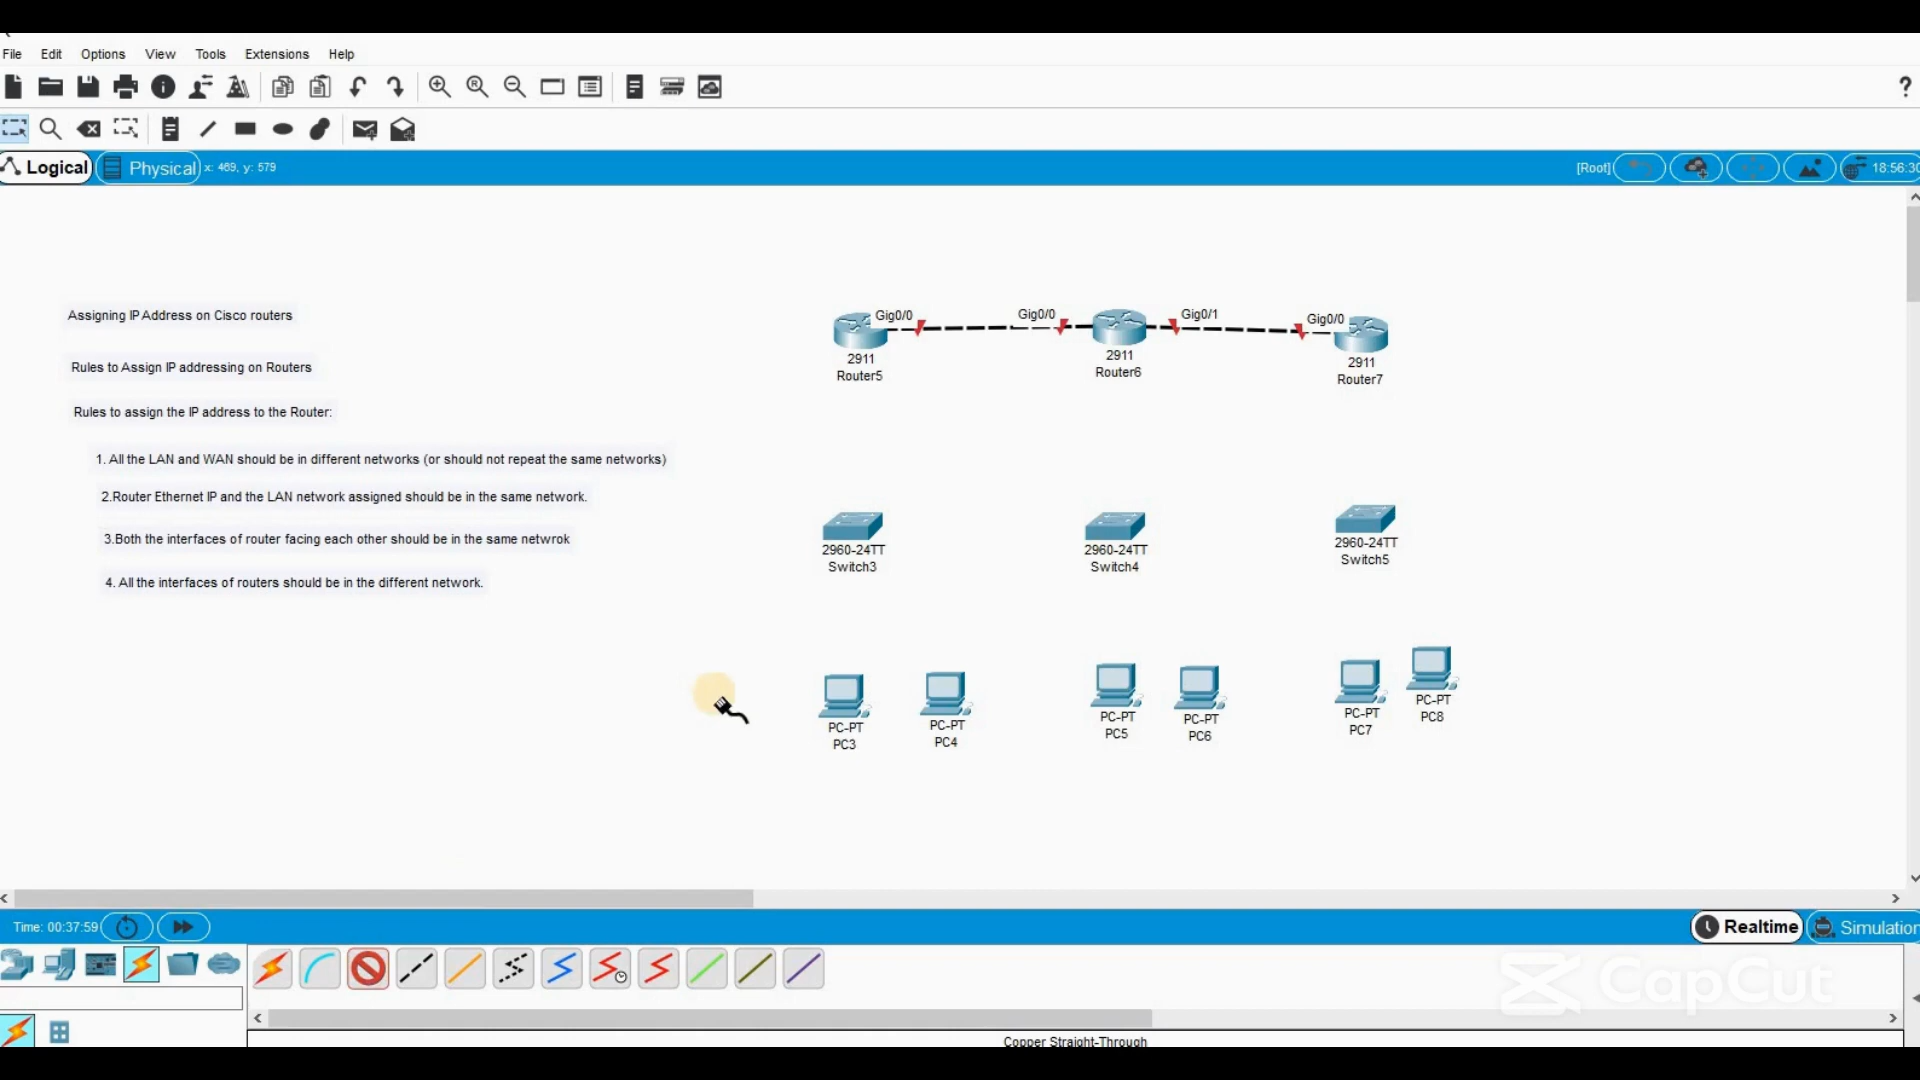 File Edit Options View Tools Extensions Help
?
Logical Physical x: 469, y: 579 [Root] 18:56:30
Assigning IP Address on Cisco routers
Rules to Assign IP addressing on Routers
Rules to assign the IP address to the Router:
1. All the LAN and WAN should be in different networks (or should not repeat the same networks)
2.Router Ethernet IP and the LAN network assigned should be in the same network.
3.Both the interfaces of router facing each other should be in the same netwrok
4. All the interfaces of routers should be in the different network.
Gig0/0 Gig0/0 Gig0/1 Gig0/0
2911 2911 2911
Router5 Router6 Router7
2960-24TT 2960-24TT 2960-24TT
Switch3 Switch4 Switch5
PC-PT PC-PT PC-PT PC-PT PC-PT PC-PT
PC3 PC4 PC5 PC6 PC7 PC8
Time: 00:37:59 Realtime Simulation
CapCut
Copper Straight-Through